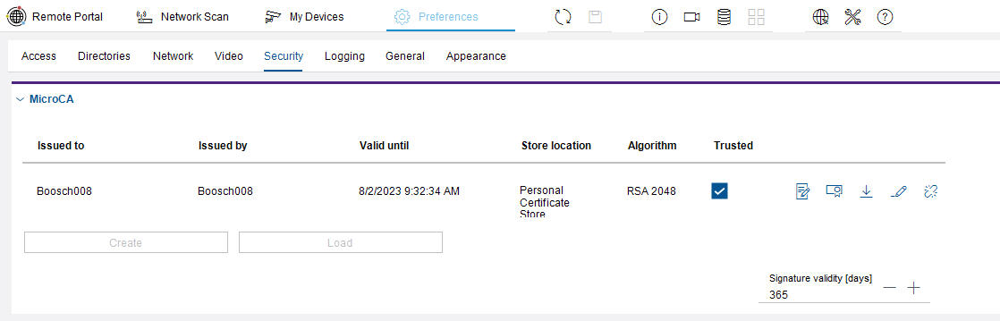 Remote Portal
Network Scan
My Devices
Preferences
Access
Directories
Network
Video
Security
Logging
General
Appearance
MicroCA
Issued to
Issued by
Valid until
Store location
Algorithm
Trusted
Boosch008
Boosch008
8/2/2023 9:32:34 AM
Personal
Certificate
Store
RSA 2048
Create
Load
Signature validity [days]
365